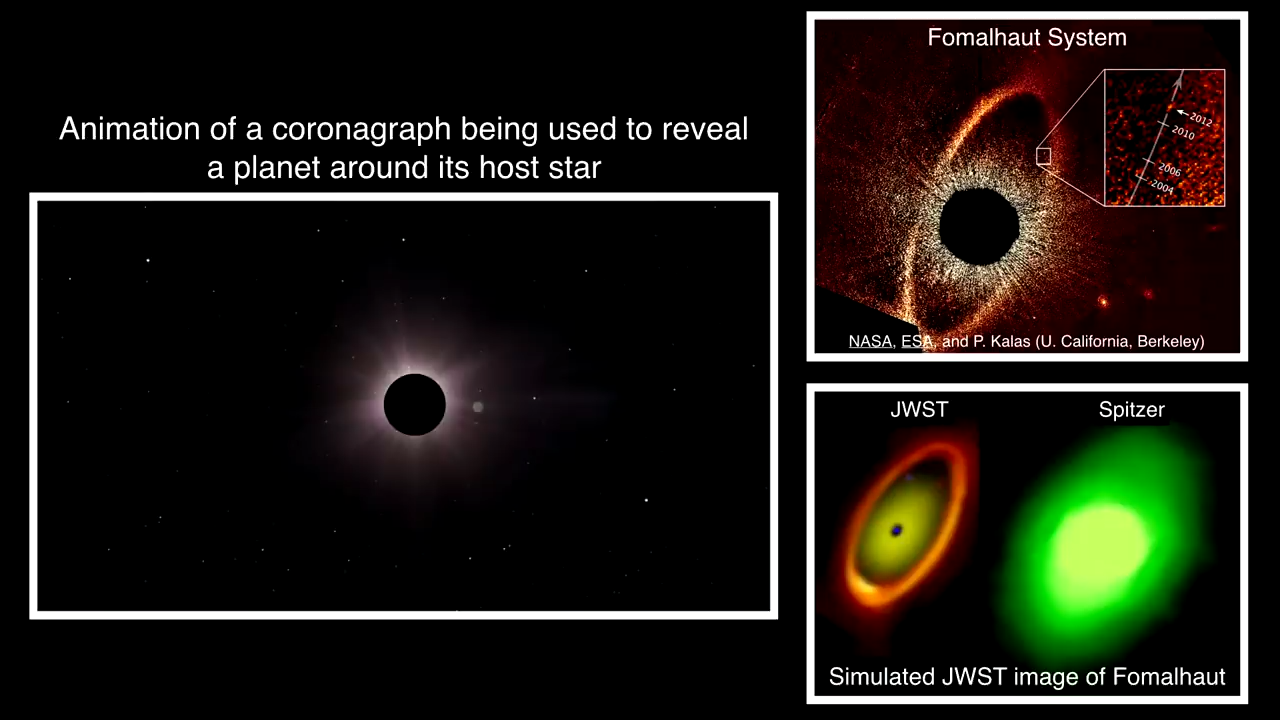 Animation of a coronagraph being used to reveal
a planet around its host star
Fomalhaut System
2012
2010
2006
2004
NASA, ESA, and P. Kalas (U. California, Berkeley)
JWST
Spitzer
Simulated JWST image of Fomalhaut